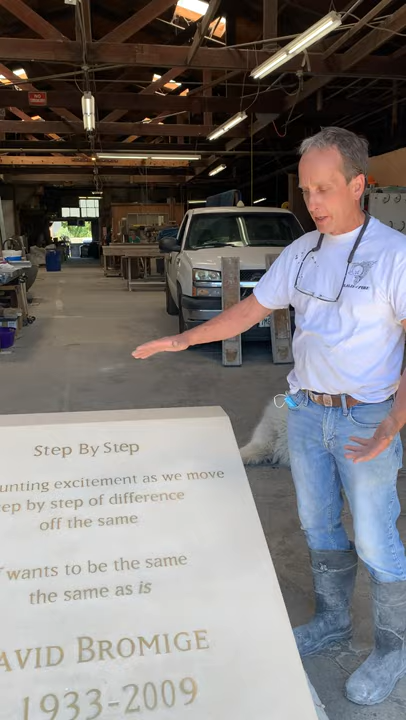 Step By Step
unting excitement as we move
tep by step of difference
off the same
wants to be the same
the same as is
AVID BROMIGE
1933-2009